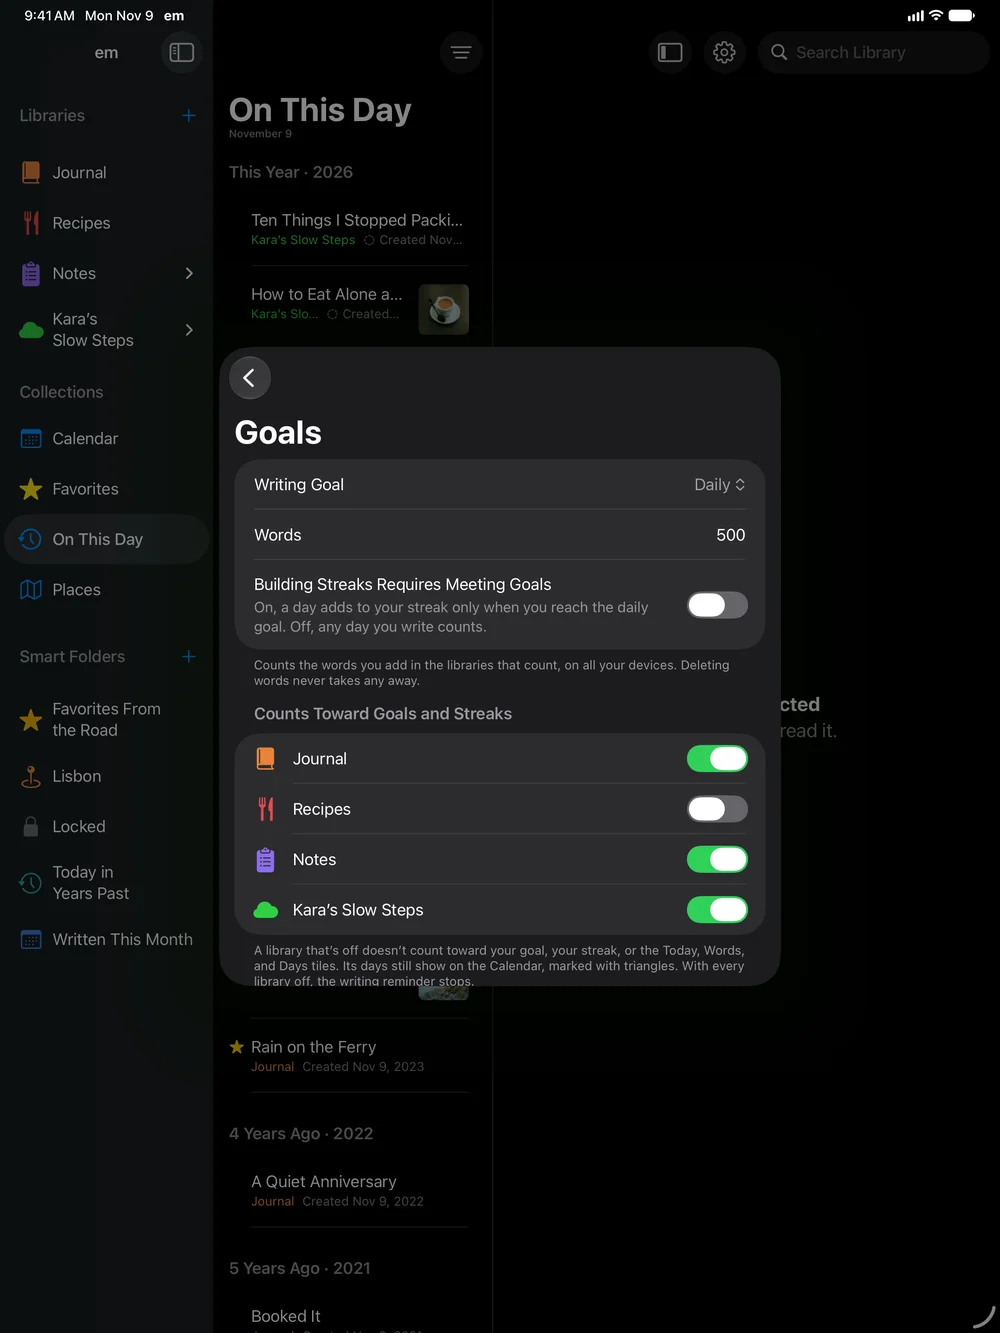 9:41 AM Mon Nov 9 em
em
Search Library
Libraries
Journal
Recipes
Notes
Kara's
Slow Steps
Collections
Calendar
Favorites
On This Day
Places
Smart Folders
Favorites From
the Road
Lisbon
Locked
Today in
Years Past
Written This Month
On This Day
November 9
This Year · 2026
Ten Things I Stopped Packi...
Kara's Slow Steps Created Nov...
How to Eat Alone a...
Kara's Slo... Created...
Goals
Writing Goal Daily
Words 500
Building Streaks Requires Meeting Goals
On, a day adds to your streak only when you reach the daily
goal. Off, any day you write counts.
Counts the words you add in the libraries that count, on all your devices. Deleting
words never takes any away.
Counts Toward Goals and Streaks
Journal
Recipes
Notes
Kara's Slow Steps
A library that's off doesn't count toward your goal, your streak, or the Today, Words,
and Days tiles. Its days still show on the Calendar, marked with triangles. With every
library off, the writing reminder stops.
Rain on the Ferry
Journal Created Nov 9, 2023
4 Years Ago · 2022
A Quiet Anniversary
Journal Created Nov 9, 2022
5 Years Ago · 2021
Booked It
cted
read it.